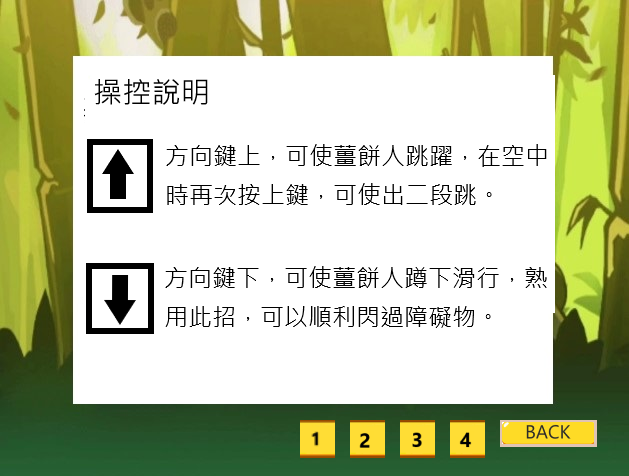 操控說明
方向鍵上，可使薑餅人跳躍，在空中
時再次按上鍵，可使出二段跳。
方向鍵下，可使薑餅人蹲下滑行，熟
用此招，可以順利閃過障礙物。
1 2 3 4 BACK